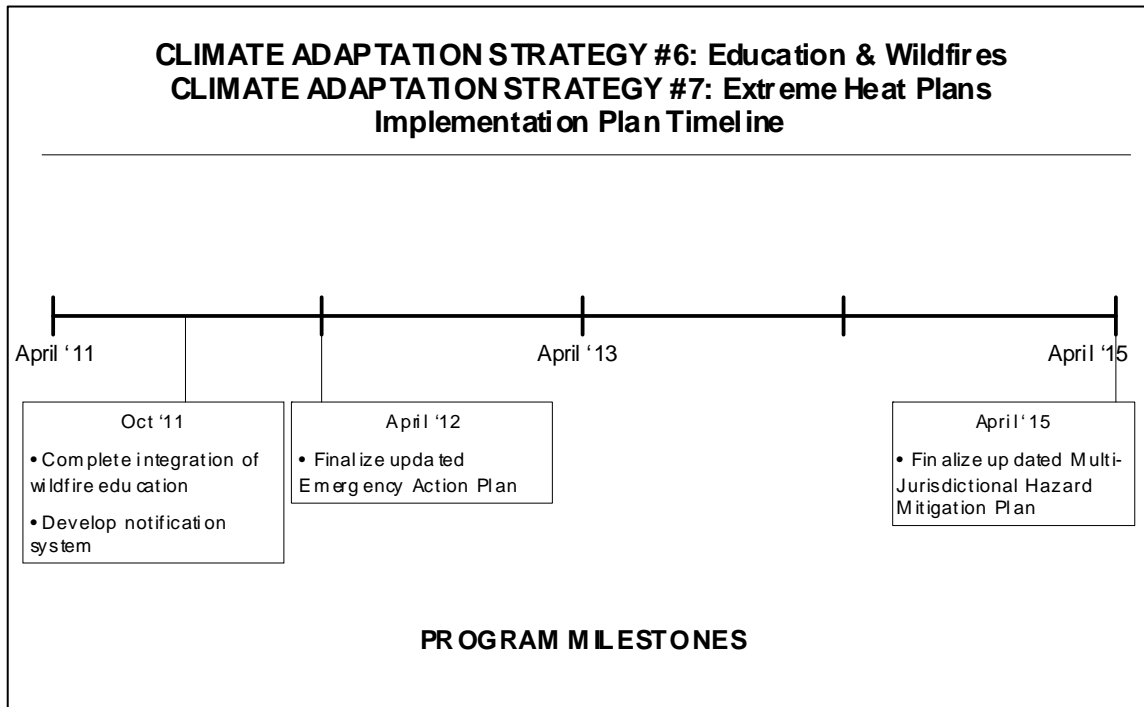 CLIMATE ADAPTATION STRATEGY #6: Education & Wildfires
CLIMATE ADAPTATION STRATEGY #7: Extreme Heat Plans
Implementation Plan Timeline
April ‘11
April ‘13
April ‘15
Oct ‘11
• Complete integration of
wildfire education
• Develop notification
system
April ‘12
• Finalize updated
Emergency Action Plan
April ‘15
• Finalize updated Multi-
Jurisdictional Hazard
Mitigation Plan
PROGRAM MILESTONES